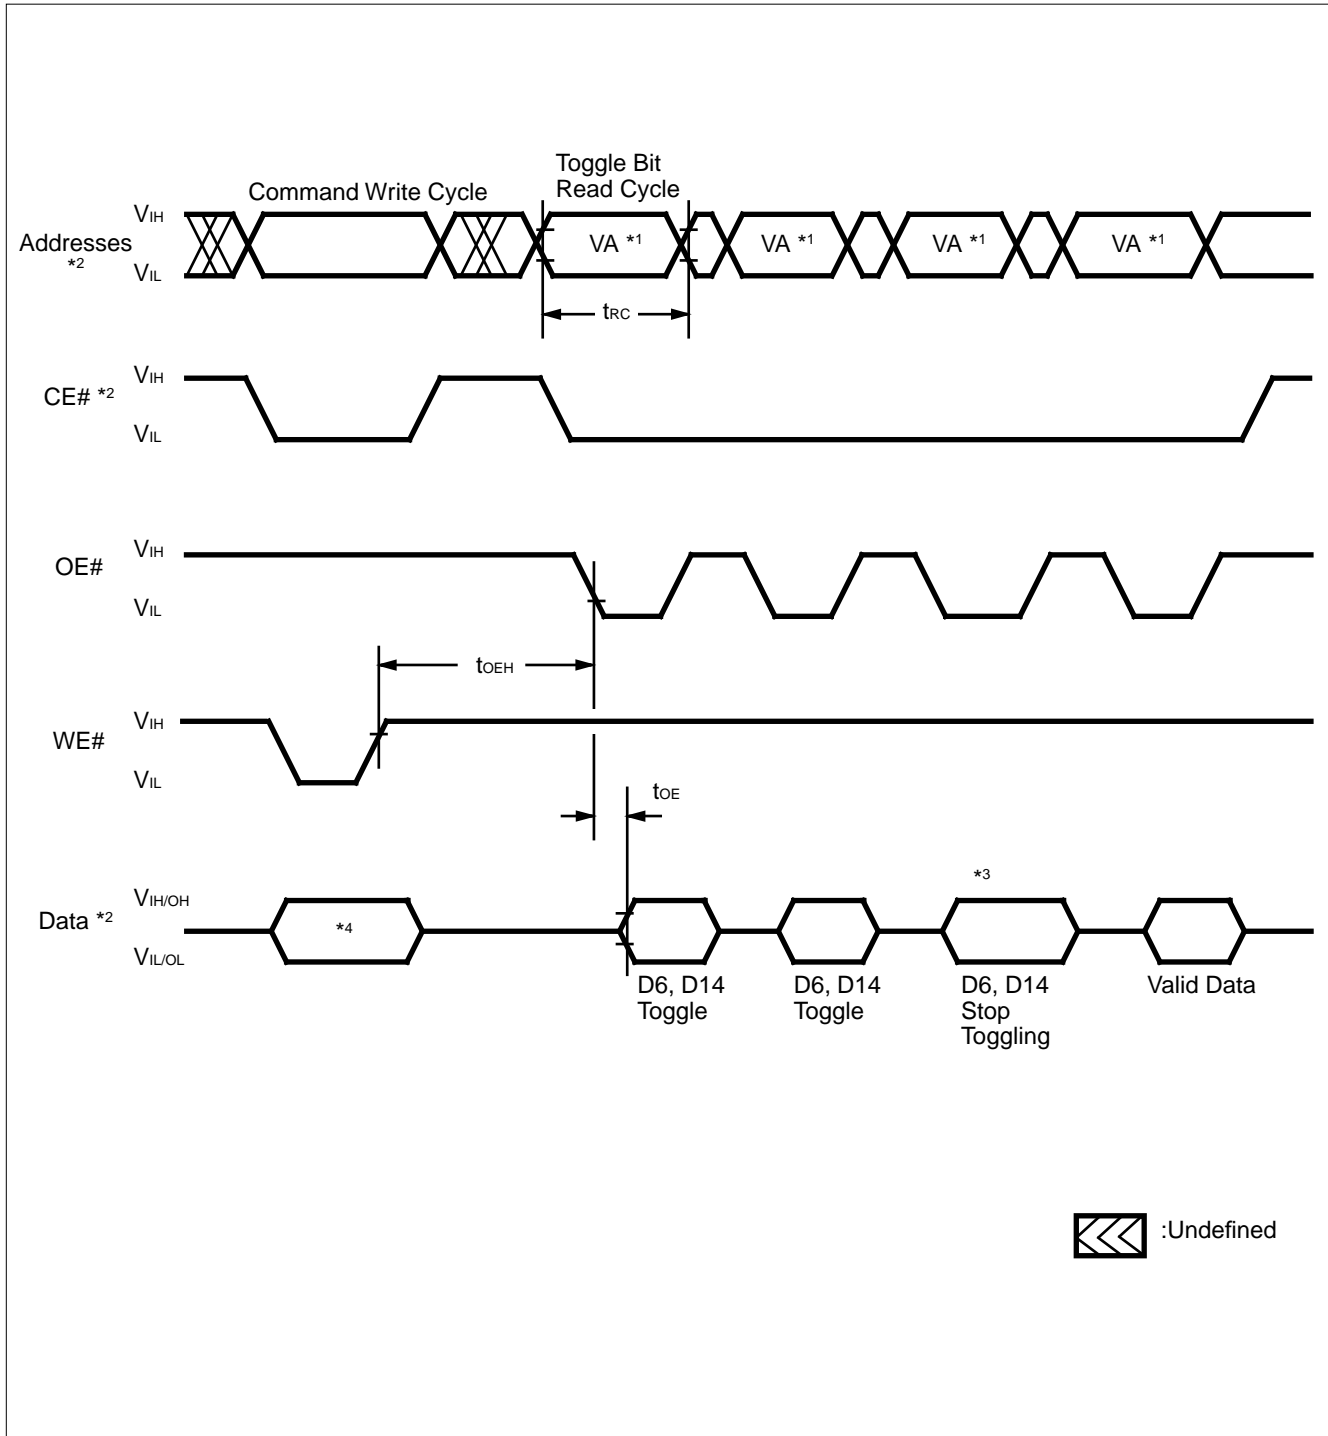 Command Write Cycle
Toggle Bit
Read Cycle
Addresses
*2
VIH
VIL
VA *1
VA *1
VA *1
VA *1
tRC
CE# *2
VIH
VIL
OE#
VIH
VIL
tOEH
WE#
VIH
VIL
tOE
Data *2
VIH/OH
VIL/OL
*4
*3
D6, D14
Toggle
D6, D14
Toggle
D6, D14
Stop
Toggling
Valid Data
:Undefined